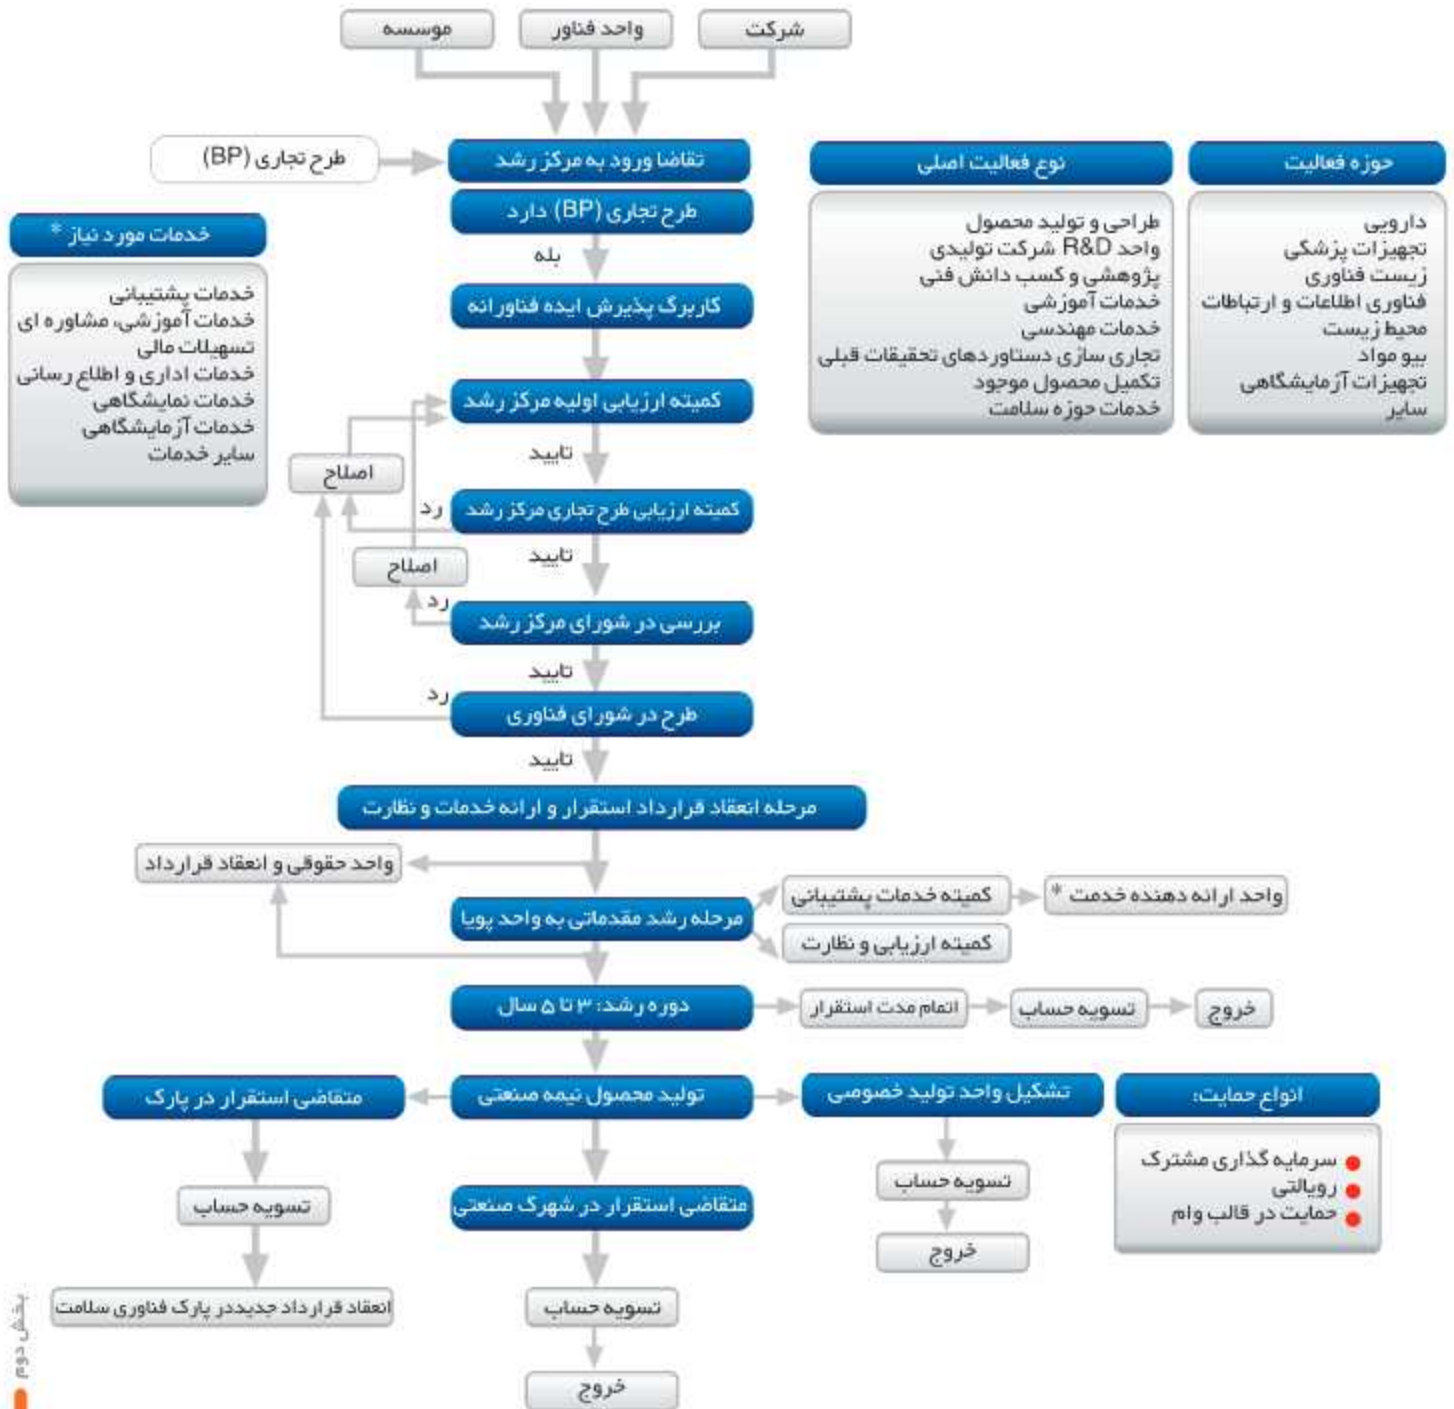 شرکت
واحد فناور
موسسه
تقاضا ورود به مرکز رشد
طرح تجاری (BP)
طرح تجاری (BP) دارد
بله
کاربرگ پذیرش ایده فناورانه
کمیته ارزیابی اولیه مرکز رشد
تایید
اصلاح
کمیته ارزیابی طرح تجاری مرکز رشد
رد
تایید
اصلاح
بررسی در شورای مرکز رشد
رد
تایید
طرح در شورای فناوری
رد
تایید
حوزه فعالیت
دارویی
تجهیزات پزشکی
زیست فناوری
فناوری اطلاعات و ارتباطات
محیط زیست
بیو مواد
تجهیزات آزمایشگاهی
سایر
نوع فعالیت اصلی
طراحی و تولید محصول
واحد R&D شرکت تولیدی
پژوهشی و کسب دانش فنی
خدمات آموزشی
خدمات مهندسی
تجاری سازی دستاوردهای تحقیقات قبلی
تکمیل محصول موجود
خدمات حوزه سلامت
خدمات مورد نیاز *
خدمات پشتیبانی
خدمات آموزشی، مشاوره ای
تسهیلات مالی
خدمات اداری و اطلاع رسانی
خدمات نمایشگاهی
خدمات آزمایشگاهی
سایر خدمات
مرحله انعقاد قرارداد استقرار و ارائه خدمات و نظارت
واحد حقوقی و انعقاد قرارداد
مرحله رشد مقدماتی به واحد پویا
کمیته خدمات پشتیبانی
واحد ارائه دهنده خدمت *
کمیته ارزیابی و نظارت
دوره رشد: ۳ تا ۵ سال
اتمام مدت استقرار
تسویه حساب
خروج
تولید محصول نیمه صنعتی
تشکیل واحد تولید خصوصی
تسویه حساب
خروج
متقاضی استقرار در شهرک صنعتی
تسویه حساب
خروج
متقاضی استقرار در پارک
تسویه حساب
انعقاد قرارداد جدیددر پارک فناوری سلامت
انواع حمایت:
سرمایه گذاری مشترک
رویالتی
حمایت در قالب وام
بخش دوم